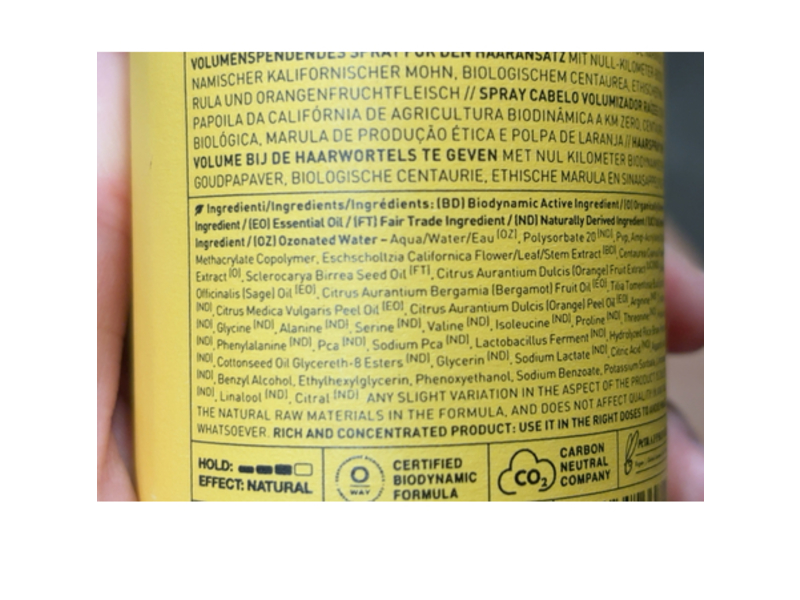 VOLUMENSPENDENDES SPRAY FÜR DEN HAARANSATZ MIT NULL-KILOMETER
NAMISCHER KALIFORNISCHER MOHN, BIOLOGISCHEM CENTAUREA,
RULA UND ORANGENFRUCHTFLEISCH // SPRAY CABELO VOLUMIZADOR
PAPOILA DA CALIFÓRNIA DE AGRICULTURA BIODINÂMICA A KM ZERO,
BIOLÓGICA, MARULA DE PRODUÇÃO ÉTICA E POLPA DE LARANJA //
VOLUME BIJ DE HAARWORTELS TE GEVEN MET NUL KILOMETER
GOUDPAPAVER, BIOLOGISCHE CENTAURIE, ETHISCHE MARULA EN
Ingredienti/Ingredients/Ingrédients: (BD) Biodynamic Active Ingredient /
Ingredient / (EO) Essential Oil / (FT) Fair Trade Ingredient / (ND) Naturally Derived Ingredient
Ingredient / (OZ) Ozonated Water – Aqua/Water/Eau (OZ), Polysorbate 20 (ND),
Methacrylate Copolymer, Eschscholtzia Californica Flower/Leaf/Stem Extract (BD),
Extract (O), Sclerocarya Birrea Seed Oil (FT), Citrus Aurantium Dulcis (Orange) Fruit Extract
Officinalis (Sage) Oil (EO), Citrus Aurantium Bergamia (Bergamot) Fruit Oil (EO), Tilia
(ND), Citrus Medica Vulgaris Peel Oil (EO), Citrus Aurantium Dulcis (Orange) Peel Oil (EO), Arginine
(ND), Glycine (ND), Alanine (ND), Serine (ND), Valine (ND), Isoleucine (ND), Proline (ND),
(ND), Phenylalanine (ND), Pca (ND), Sodium Pca (ND), Lactobacillus Ferment (ND), Hydrolyzed
(ND), Cottonseed Oil Glycereth-8 Esters (ND), Glycerin (ND), Sodium Lactate (ND), Citric Acid
(ND), Benzyl Alcohol, Ethylhexylglycerin, Phenoxyethanol, Sodium Benzoate, Potassium
(ND), Linalool (ND), Citral (ND) ANY SLIGHT VARIATION IN THE ASPECT OF THE PRODUCT
THE NATURAL RAW MATERIALS IN THE FORMULA, AND DOES NOT AFFECT
WHATSOEVER. RICH AND CONCENTRATED PRODUCT: USE IT IN THE RIGHT DOSES TO
HOLD:
EFFECT: NATURAL
O
WAY
CERTIFIED
BIODYNAMIC
FORMULA
CO2
CARBON
NEUTRAL
COMPANY